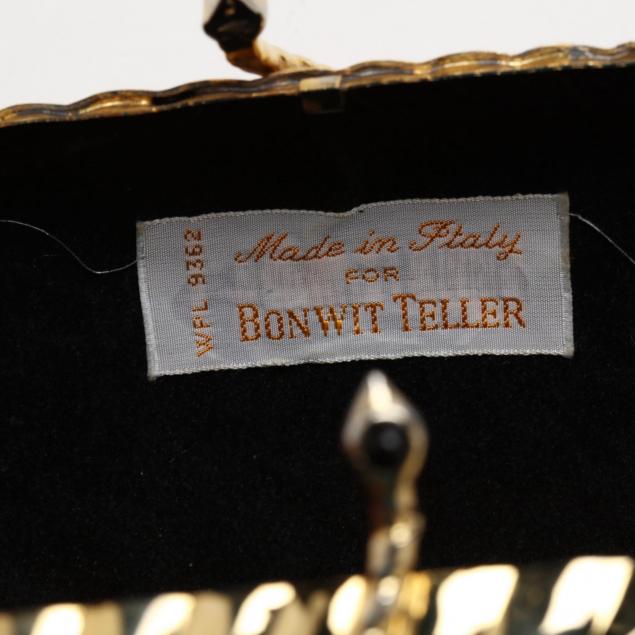 WPL 9362
Made in Italy
FOR
BONWIT TELLER